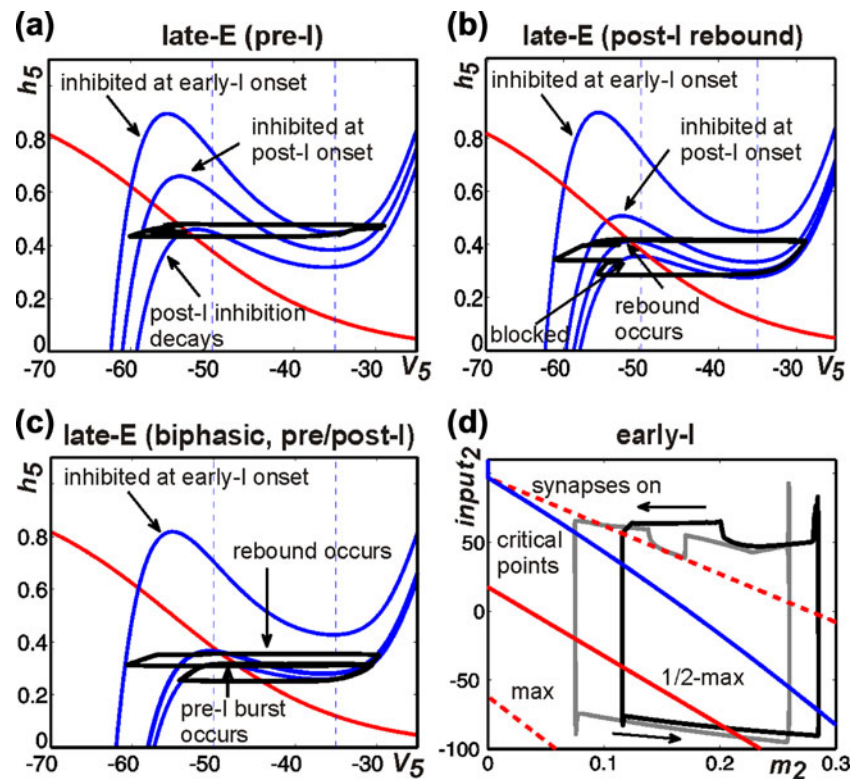 (a) late-E (pre-I)
h5
inhibited at early-I onset
0.8
inhibited at
post-I onset
0.6
0.4
0.2
post-I inhibition
decays
0
-70 -60 -50 -40 -30 V5
(b) late-E (post-I rebound)
h5
inhibited at early-I onset
0.8
inhibited at
post-I onset
0.6
0.4
0.2
blocked
rebound
occurs
0
-70 -60 -50 -40 -30 V5
(c) late-E (biphasic, pre/post-I)
h5
inhibited at early-I onset
0.8
rebound occurs
0.6
0.4
0.2
pre-I burst
occurs
0
-70 -60 -50 -40 -30 V5
(d) early-I
input2
synapses on
50
critical
points
0
1/2-max
-50
max
-100
0 0.1 0.2 m2 0.3